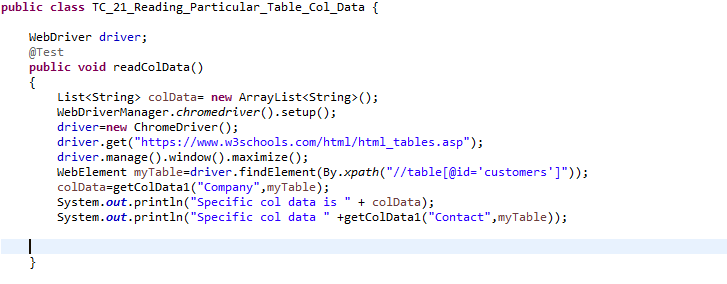 public class TC_21_Reading_Particular_Table_Col_Data {
WebDriver driver;
@Test
public void readColData()
{
List<String> colData= new ArrayList<String>();
WebDriverManager.chromedriver().setup();
driver=new ChromeDriver();
driver.get("https://www.w3schools.com/html/html_tables.asp");
driver.manage().window().maximize();
WebElement myTable=driver.findElement(By.xpath("//table[@id='customers']"));
colData=getColData1("Company",myTable);
System.out.println("Specific col data is " + colData);
System.out.println("Specific col data " +getColData1("Contact",myTable));
}